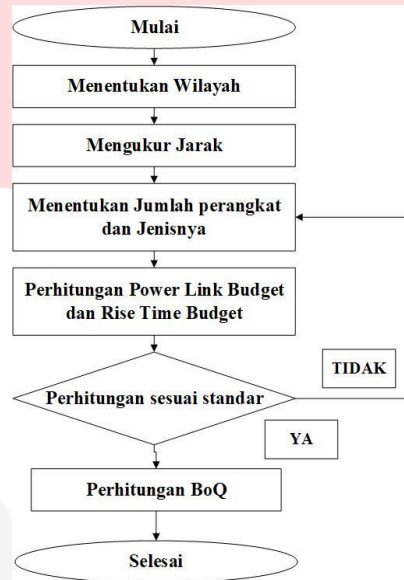 Mulai
Menentukan Wilayah
Mengukur Jarak
Menentukan Jumlah perangkat
dan Jenisnya
Perhitungan Power Link Budget
dan Rise Time Budget
TIDAK
Perhitungan sesuai standar
YA
Perhitungan BoQ
Selesai